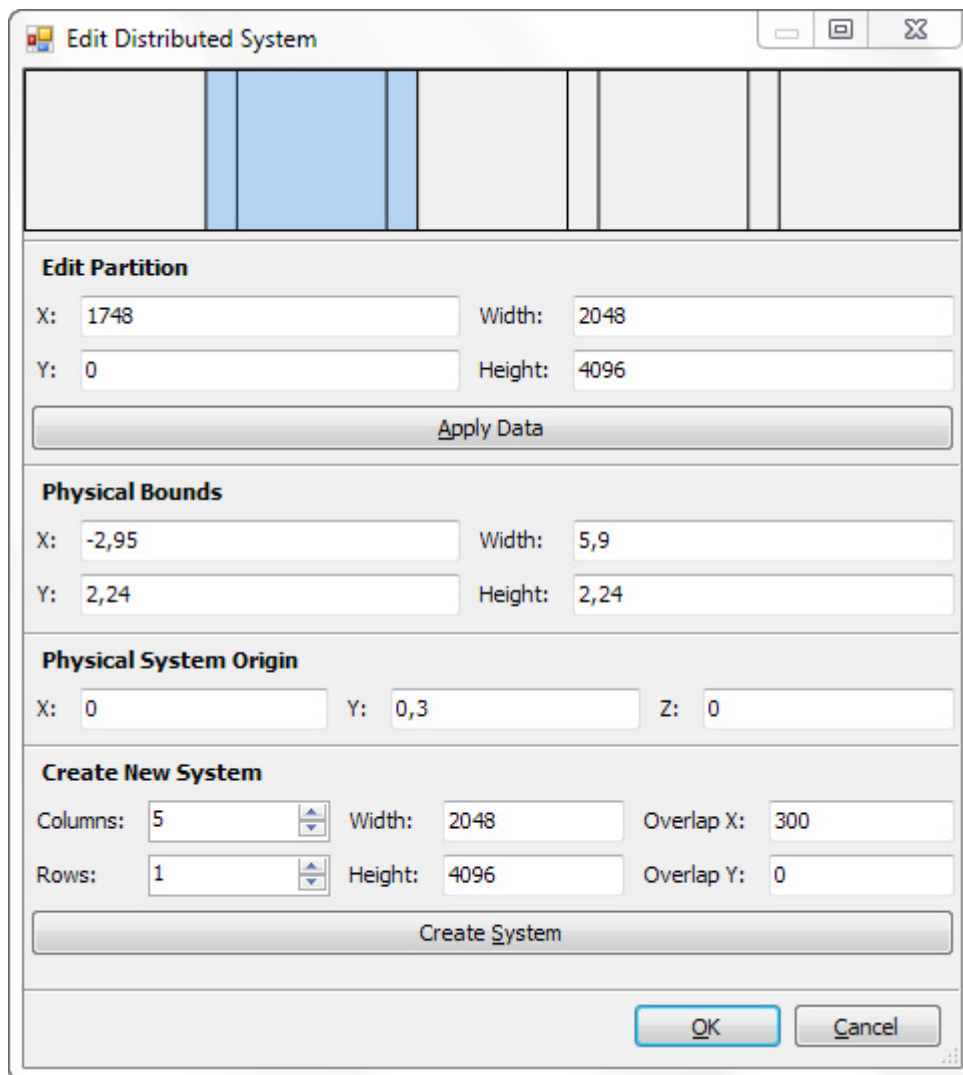 Edit Distributed System
Edit Partition
X: 1748 Width: 2048
Y: 0 Height: 4096
Apply Data
Physical Bounds
X: -2,95 Width: 5,9
Y: 2,24 Height: 2,24
Physical System Origin
X: 0 Y: 0,3 Z: 0
Create New System
Columns: 5 Width: 2048 Overlap X: 300
Rows: 1 Height: 4096 Overlap Y: 0
Create System
OK Cancel